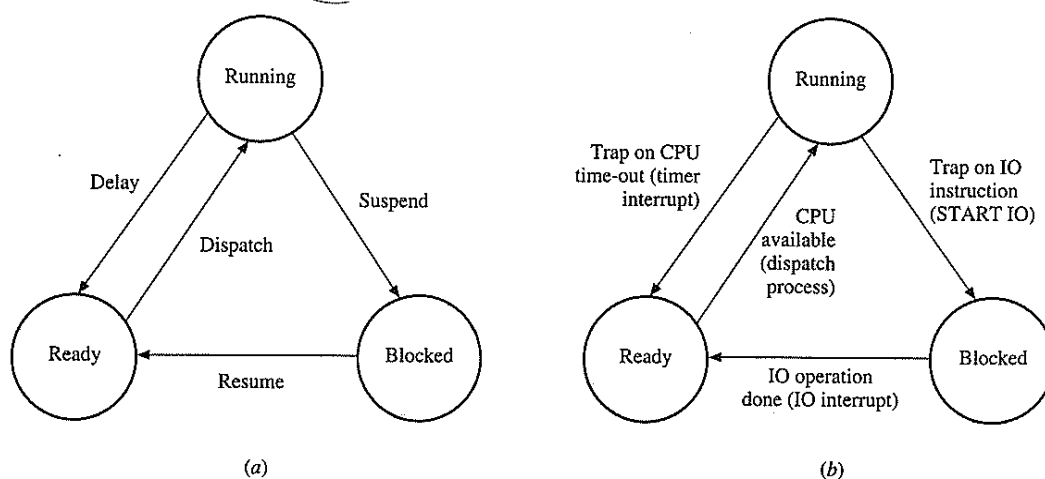 Running
Delay
Suspend
Dispatch
Ready
Blocked
Resume
(a)
Running
Trap on CPU
time-out (timer
interrupt)
Trap on IO
instruction
(START IO)
CPU
available
(dispatch
process)
Ready
Blocked
IO operation
done (IO interrupt)
(b)